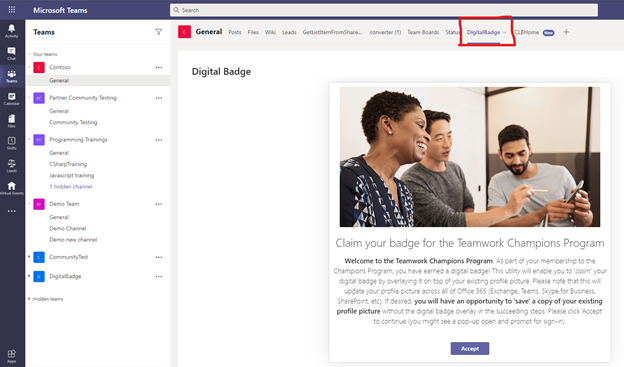 Microsoft Teams
Search
Activity
Chat
Teams
Calendar
Files
Shifts
Leads
Virtual Events
Apps
Teams
Your teams
C Contoso
General
Partner Community Testing
General
Community Testing
Programming Trainings
General
CSharpTraining
Javascript training
1 hidden channel
Demo Team
General
Demo Channel
Demo new channel
C CommunityTest
D DigitalBadge
Hidden teams
C General Posts Files Wiki Leads GetListItemFromShare... converter (1) Team Boards Status DigitalBadge CLBHome New +
Digital Badge
Claim your badge for the Teamwork Champions Program
Welcome to the Teamwork Champions Program. As part of your membership to the
Champions Program, you have earned a digital badge! This utility will enable you to 'claim' your
digital badge by overlaying it on top of your existing profile picture. Please note that this will
update your profile picture across all of Office 365 (Exchange, Teams, Skype for Business,
SharePoint, etc). If desired, you will have an opportunity to 'save' a copy of your existing
profile picture without the digital badge overlay in the succeeding steps. Please click 'Accept'
to continue (you might see a pop-up open and prompt for sign-in).
Accept